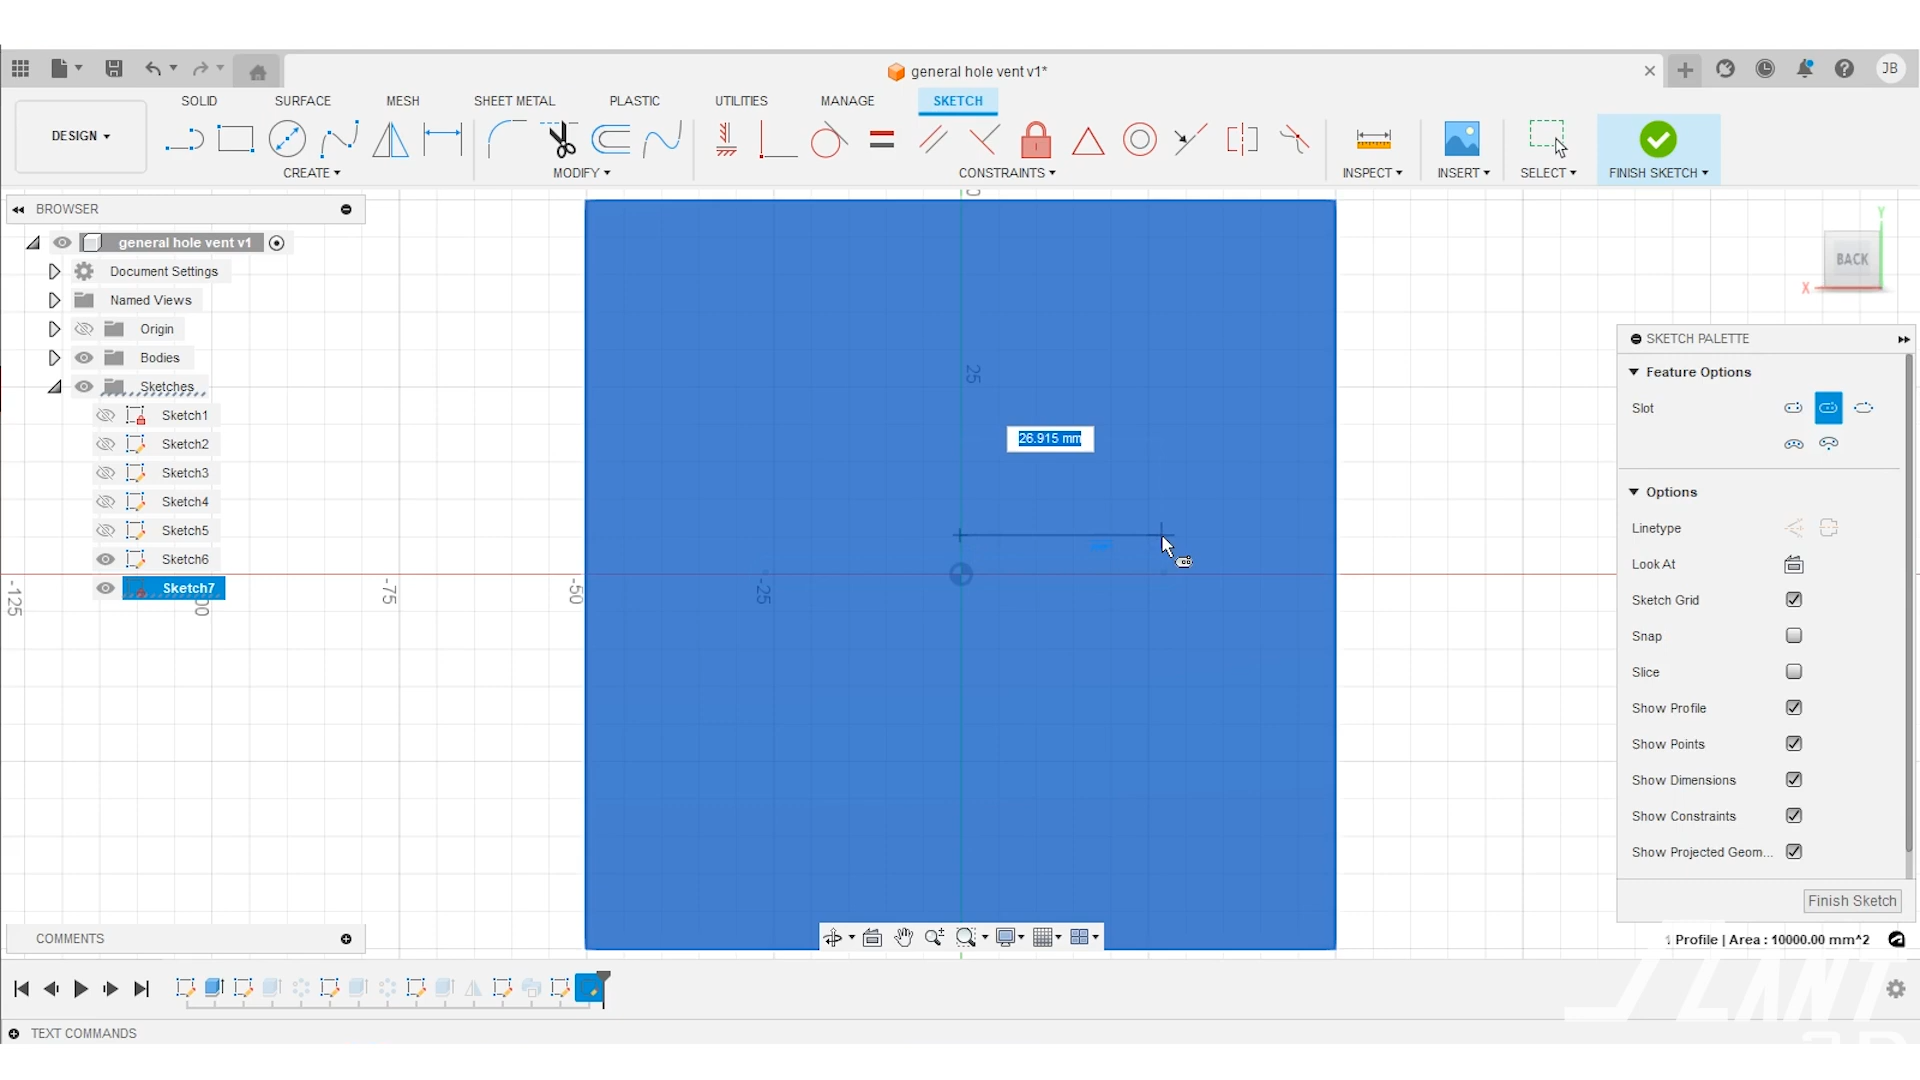 general hole vent v1*
JB
SOLID SURFACE MESH SHEET METAL PLASTIC UTILITIES MANAGE SKETCH
DESIGN
CREATE MODIFY CONSTRAINTS INSPECT INSERT SELECT FINISH SKETCH
BROWSER
general hole vent v1
Document Settings
Named Views
Origin
Bodies
Sketches
Sketch1
Sketch2
Sketch3
Sketch4
Sketch5
Sketch6
Sketch7
-125
-75
-50
-25
25
26.915 mm
Y
BACK
X
SKETCH PALETTE
Feature Options
Slot
Options
Linetype
Look At
Sketch Grid
Snap
Slice
Show Profile
Show Points
Show Dimensions
Show Constraints
Show Projected Geom...
Finish Sketch
COMMENTS
1 Profile | Area : 10000.00 mm^2
TEXT COMMANDS